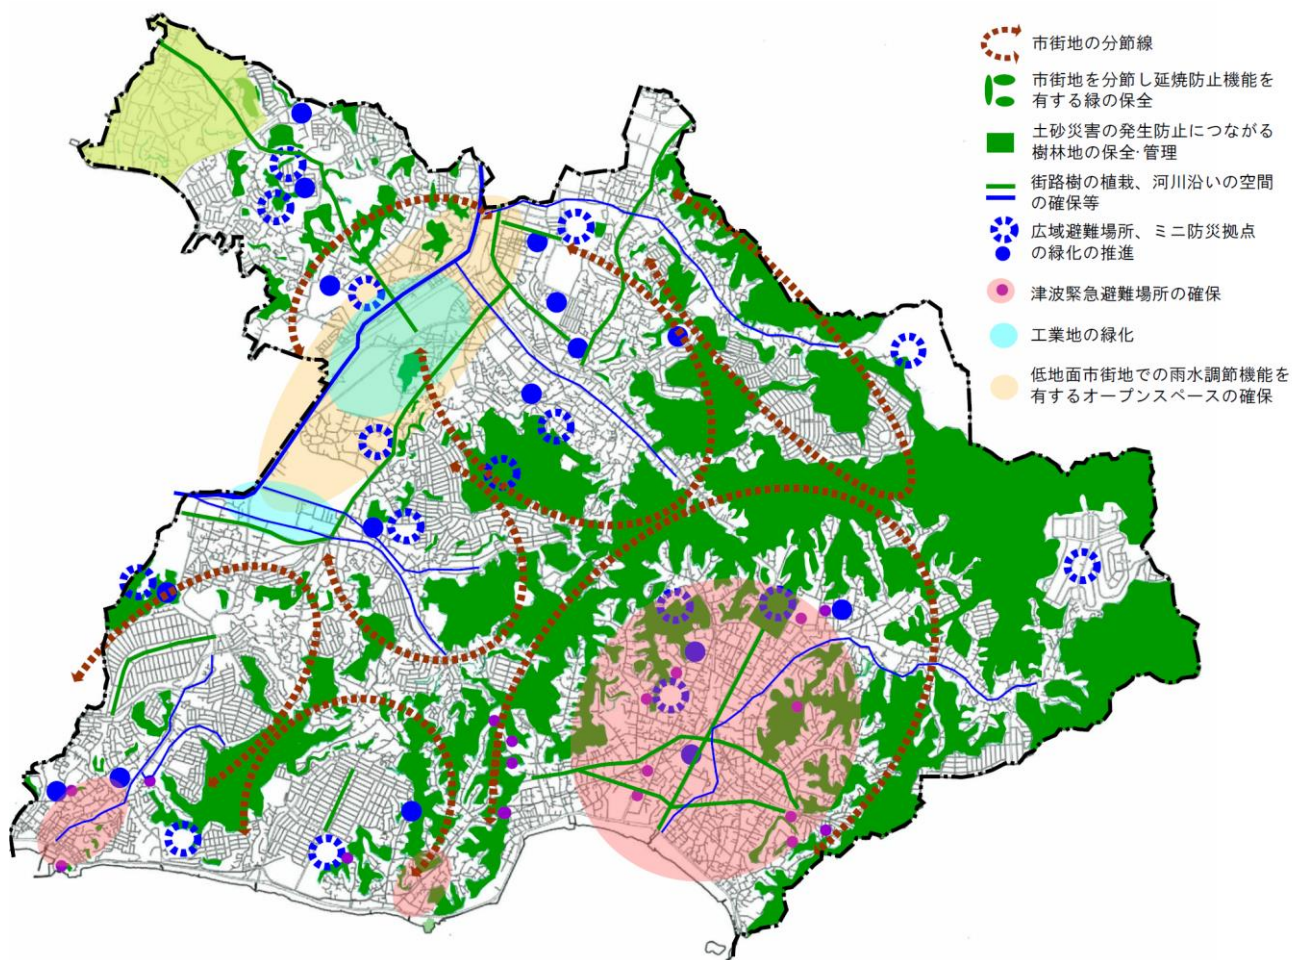 市街地の分節線
市街地を分節し延焼防止機能を
有する緑の保全
土砂災害の発生防止につながる
樹林地の保全・管理
街路樹の植栽、河川沿いの空間
の確保等
広域避難場所、ミニ防災拠点
の緑化の推進
津波緊急避難場所の確保
工業地の緑化
低地面市街地での雨水調節機能を
有するオープンスペースの確保